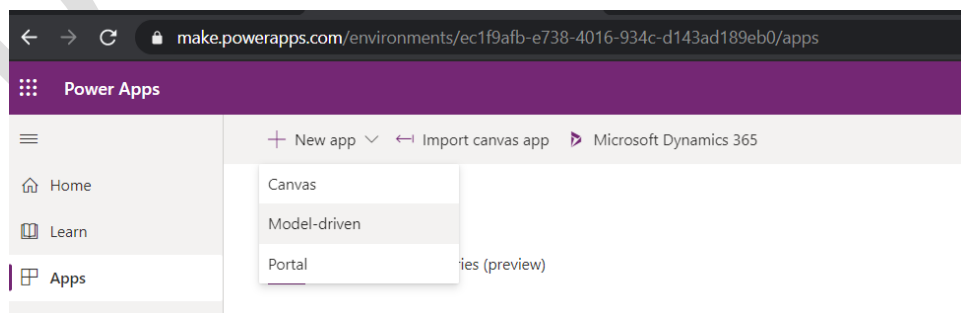 make.powerapps.com/environments/ec1f9afb-e738-4016-934c-d143ad189eb0/apps
Power Apps
New app Import canvas app Microsoft Dynamics 365
Home
Canvas
Learn
Model-driven
Apps
Portal
ries (preview)